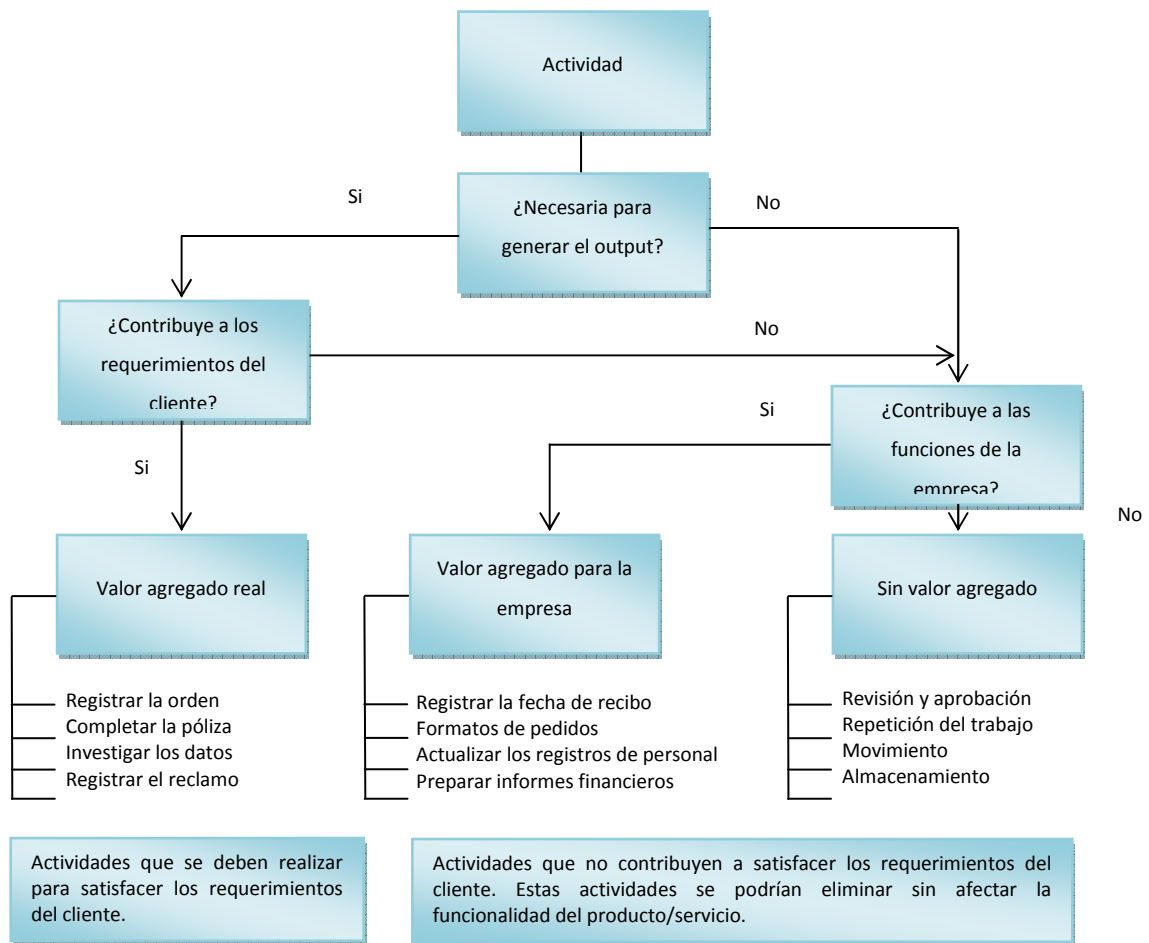 Actividad
Si
¿Necesaria para
generar el output?
No
¿Contribuye a los
requerimientos del
cliente?
No
Si
¿Contribuye a las
funciones de la
empresa?
Si
No
Valor agregado real
Valor agregado para la
empresa
Sin valor agregado
Registrar la orden
Completar la póliza
Investigar los datos
Registrar el reclamo
Registrar la fecha de recibo
Formatos de pedidos
Actualizar los registros de personal
Preparar informes financieros
Revisión y aprobación
Repetición del trabajo
Movimiento
Almacenamiento
Actividades que se deben realizar
para satisfacer los requerimientos
del cliente.
Actividades que no contribuyen a satisfacer los requerimientos del
cliente. Estas actividades se podrían eliminar sin afectar la
funcionalidad del producto/servicio.